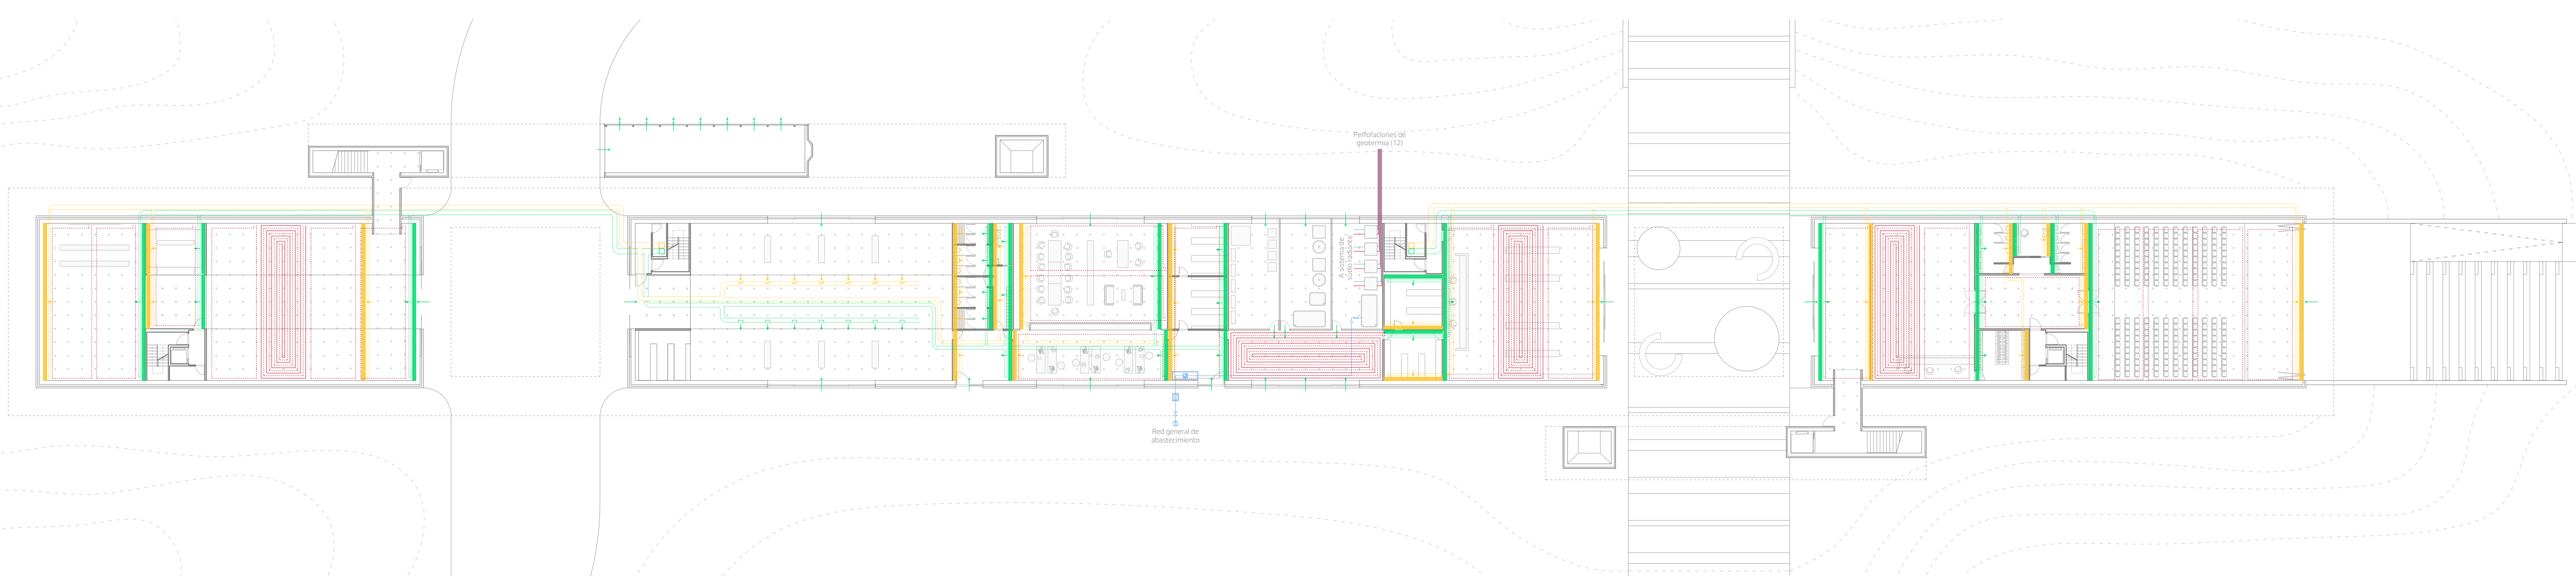 Perforaciones de
geotermia (12)
A sistema de
suelo radiante
Red general de
abastecimiento